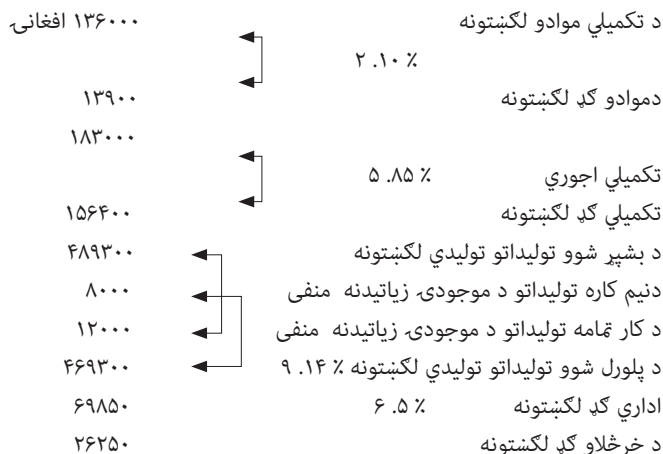 د تکمیلي موادو لګښتونه ۱۳۶۰۰۰ افغانۍ
۲ .۱۰ ٪
دموادو ګډ لګښتونه ۱۳۹۰۰
۱۸۳۰۰۰
تکمیلي اجوري ۵ .۸۵ ٪
تکمیلي ګډ لګښتونه ۱۵۶۴۰۰
د بشپړ شوو تولیداتو تولیدي لګښتونه ۴۸۹۳۰۰
دنیم کاره تولیداتو د موجودۍ زیاتیدنه منفی ۸۰۰۰
د کار تمامه تولیداتو د موجودۍ زیاتیدنه منفی ۱۲۰۰۰
د پلورل شوو تولیداتو تولیدي لګښتونه ٪ ۹ .۱۴ ۴۶۹۳۰۰
اداري ګډ لګښتونه ۶ .۵ ٪ ۶۹۸۵۰
د خرڅلاو ګډ لګښتونه ۲۶۲۵۰